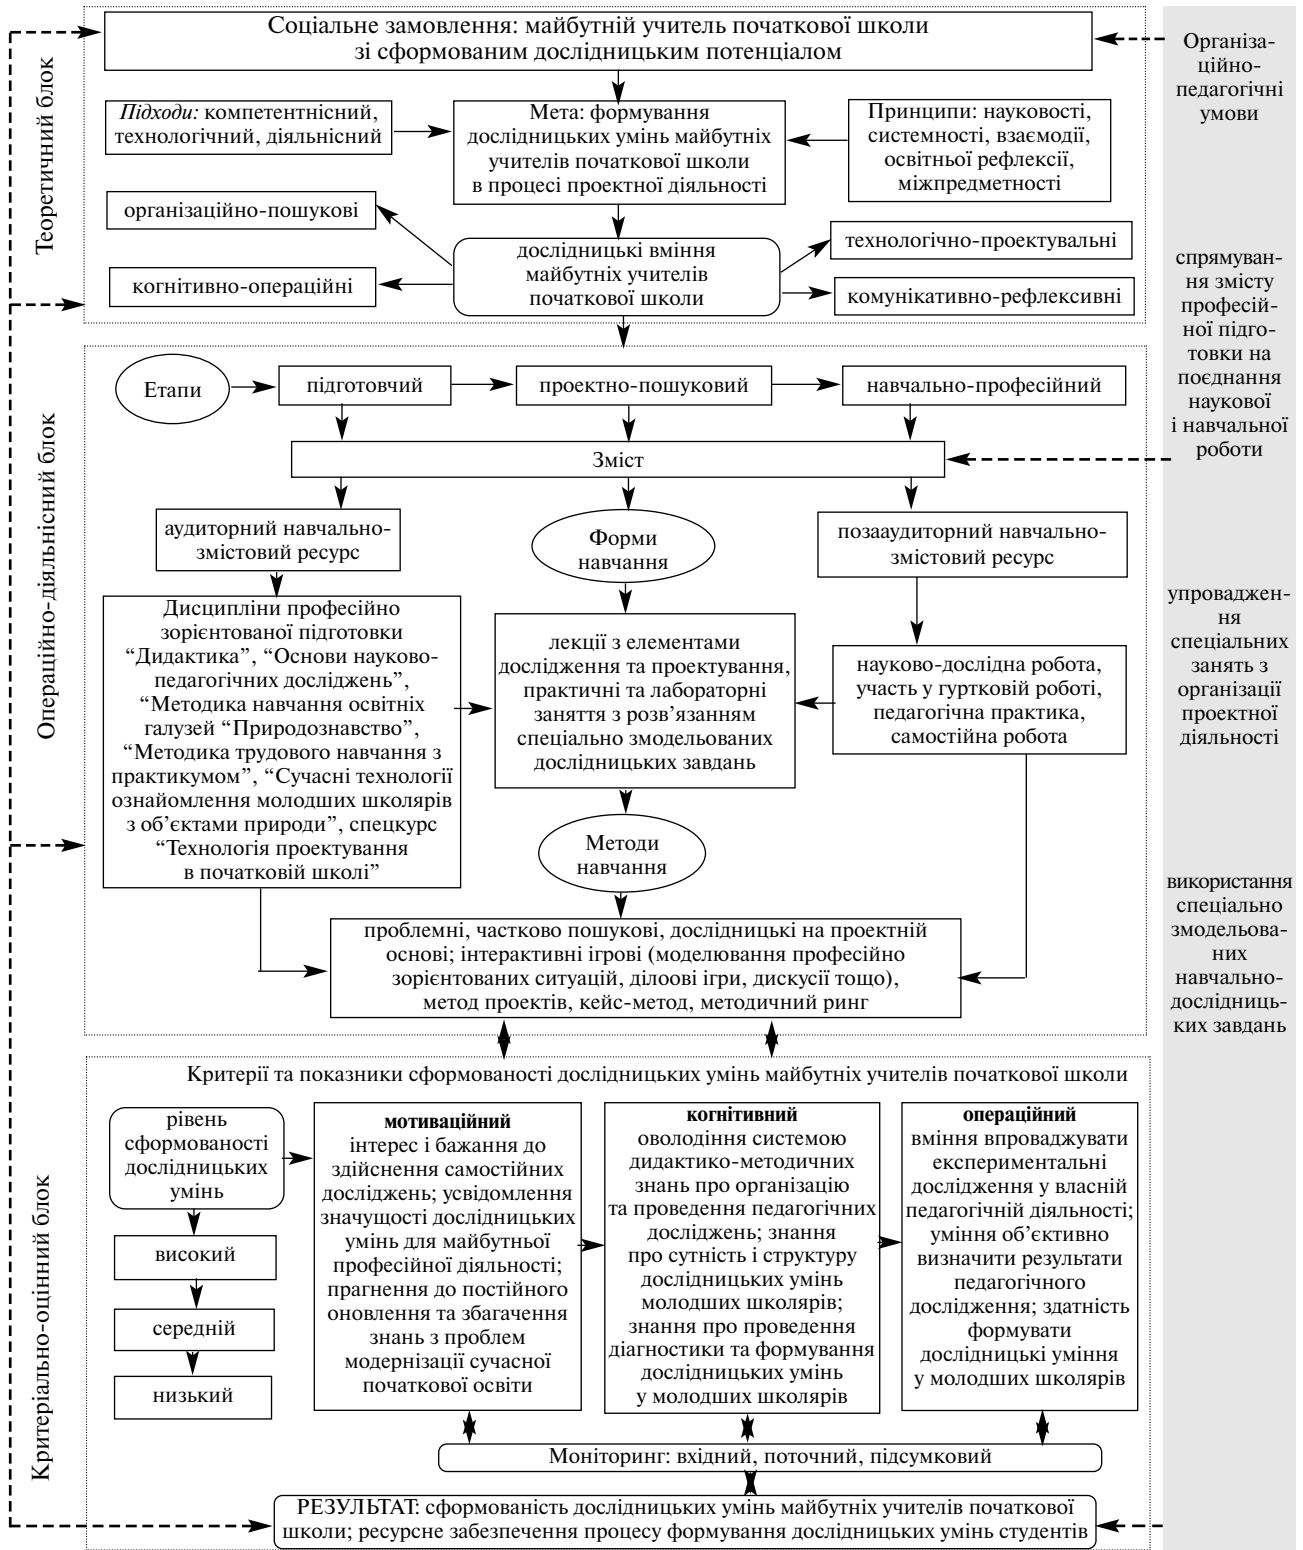 Соціальне замовлення: майбутній учитель початкової школи
зі сформованим дослідницьким потенціалом
Теоретичний блок
Підходи: компетентнісний,
технологічний, діяльнісний
Мета: формування
дослідницьких умінь майбутніх
учителів початкової школи
в процесі проектної діяльності
Принципи: науковості,
системності, взаємодії,
освітньої рефлексії,
міжпредметності
організаційно-пошукові
когнітивно-операційні
дослідницькі вміння
майбутніх учителів
початкової школи
технологічно-проектувальні
комунікативно-рефлексивні
Операційно-діяльнісний блок
Етапи
підготовчий
проектно-пошуковий
навчально-професійний
Зміст
аудиторний навчально-
змістовий ресурс
Форми
навчання
позааудиторний навчально-
змістовий ресурс
Дисципліни професійно
зорієнтованої підготовки
“Дидактика”, “Основи науково-
педагогічних досліджень”,
“Методика навчання освітніх
галузей “Природознавство”,
“Методика трудового навчання з
практикумом”, “Сучасні технології
ознайомлення молодших школярів
з об’єктами природи”, спецкурс
“Технологія проектування
в початковій школі”
лекції з елементами
дослідження та проектування,
практичні та лабораторні
заняття з розв’язанням
спеціально змодельованих
дослідницьких завдань
науково-дослідна робота,
участь у гуртковій роботі,
педагогічна практика,
самостійна робота
Методи
навчання
проблемні, частково пошукові, дослідницькі на проектній
основі; інтерактивні ігрові (моделювання професійно
зорієнтованих ситуацій, ділоові ігри, дискусії тощо),
метод проектів, кейс-метод, методичний ринг
Критеріально-оцінний блок
Критерії та показники сформованості дослідницьких умінь майбутніх учителів початкової школи
рівень
сформованості
дослідницьких
умінь
високий
середній
низький
мотиваційний
інтерес і бажання до
здійснення самостійних
досліджень; усвідомлення
значущості дослідницьких
умінь для майбутньої
професійної діяльності;
прагнення до постійного
оновлення та збагачення
знань з проблем
модернізації сучасної
початкової освіти
когнітивний
оволодіння системою
дидактико-методичних
знань про організацію
та проведення педагогічних
досліджень; знання
про сутність і структуру
дослідницьких умінь
молодших школярів;
знання про проведення
діагностики та формування
дослідницьких умінь
у молодших школярів
операційний
вміння впроваджувати
експериментальні
дослідження у власній
педагогічній діяльності;
уміння об’єктивно
визначити результати
педагогічного
дослідження; здатність
формувати
дослідницькі уміння
у молодших школярів
Моніторинг: вхідний, поточний, підсумковий
РЕЗУЛЬТАТ: сформованість дослідницьких умінь майбутніх учителів початкової
школи; ресурсне забезпечення процесу формування дослідницьких умінь студентів
Організа-
ційно-
педагогічні
умови
спрямуван-
ня змісту
професій-
ної підго-
товки на
поєднання
наукової
і навчальної
роботи
упроваджен-
ня
спеціальних
занять з
організації
проектної
діяльності
використання
спеціально
змодельова-
них
навчально-
дослідниць-
ких завдань